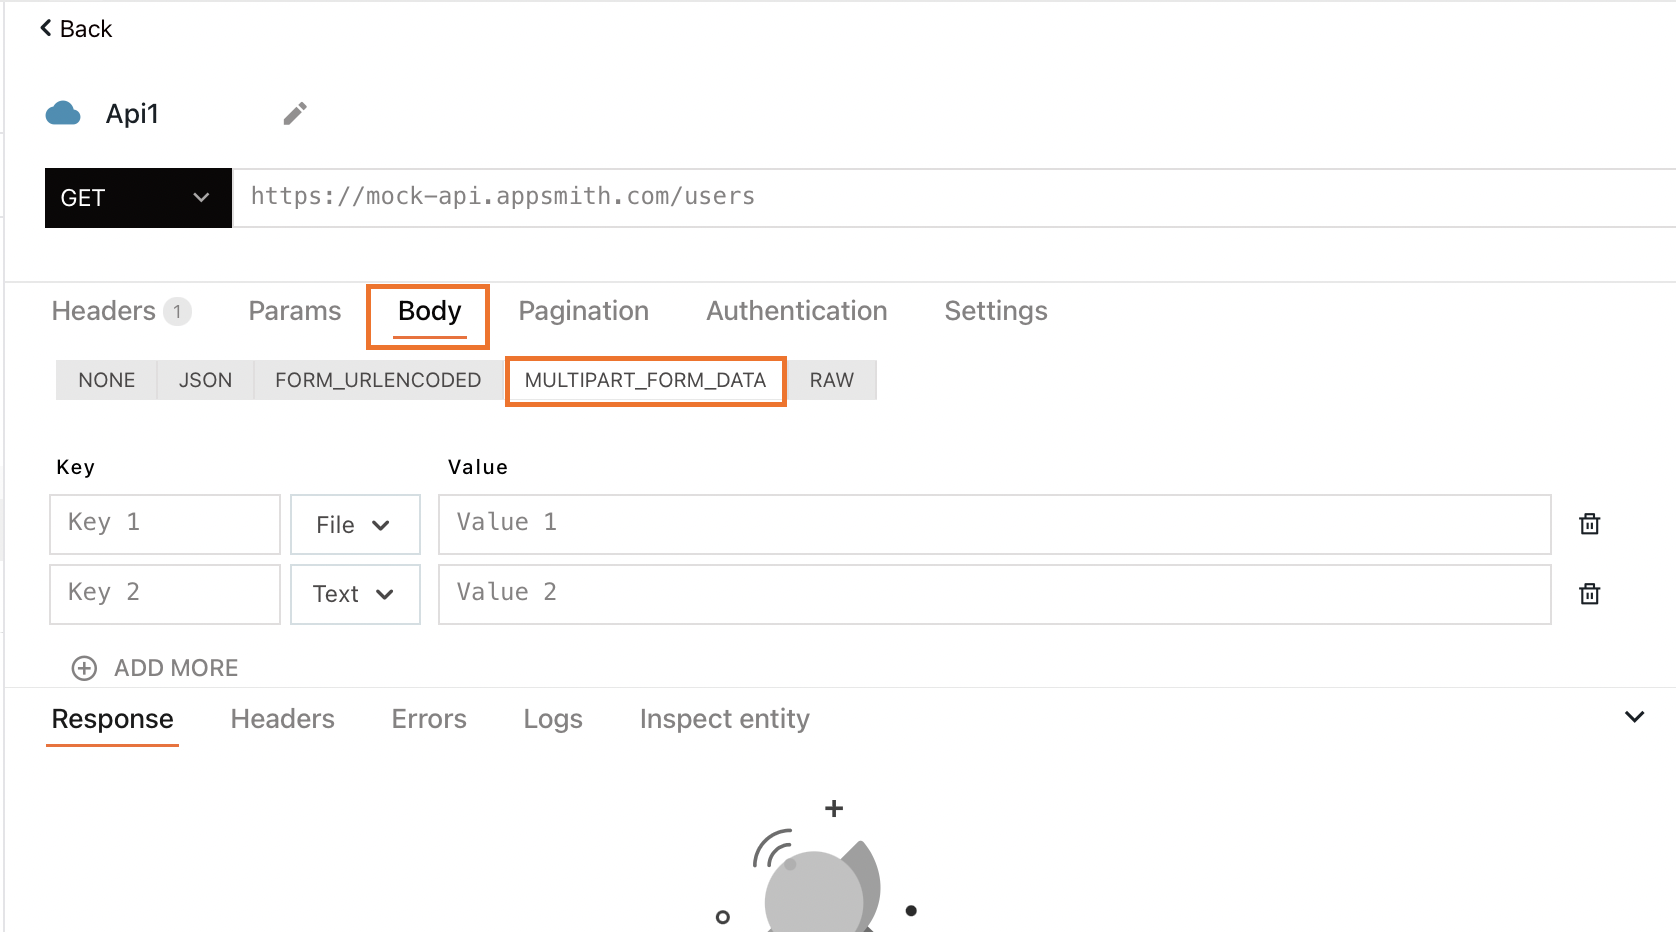 Back
Api1
GET https://mock-api.appsmith.com/users
Headers 1 Params Body Pagination Authentication Settings
NONE JSON FORM_URLENCODED MULTIPART_FORM_DATA RAW
Key Value
Key 1 File Value 1
Key 2 Text Value 2
ADD MORE
Response Headers Errors Logs Inspect entity